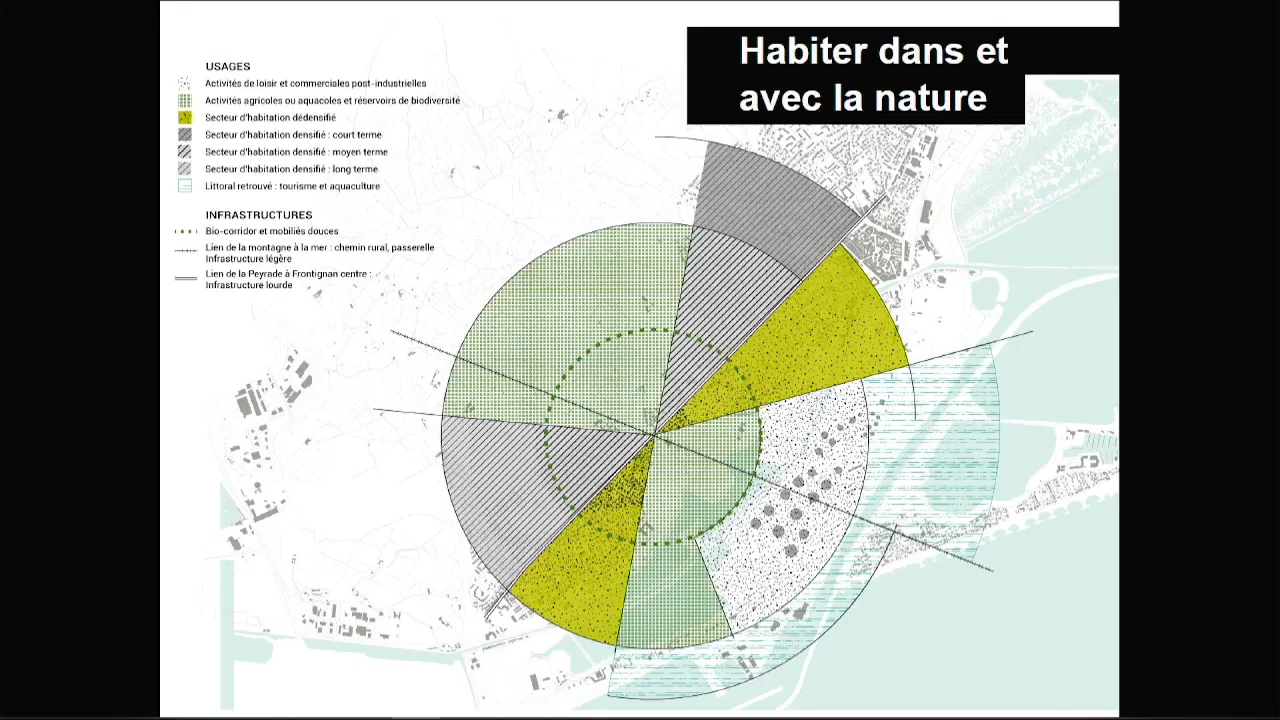 Habiter dans et
avec la nature
USAGES
Activités de loisir et commerciales post-industrielles
Activités agricoles ou aquacoles et réservoirs de biodiversité
Secteur d'habitation dédensifié
Secteur d'habitation densifié : court terme
Secteur d'habitation densifié : moyen terme
Secteur d'habitation densifié : long terme
Littoral retrouvé : tourisme et aquaculture
INFRASTRUCTURES
Bio-corridor et mobiliés douces
Lien de la montagne à la mer : chemin rural, passerelle
Infrastructure légère
Lien de la Peyrade à Frontignan centre :
Infrastructure lourde